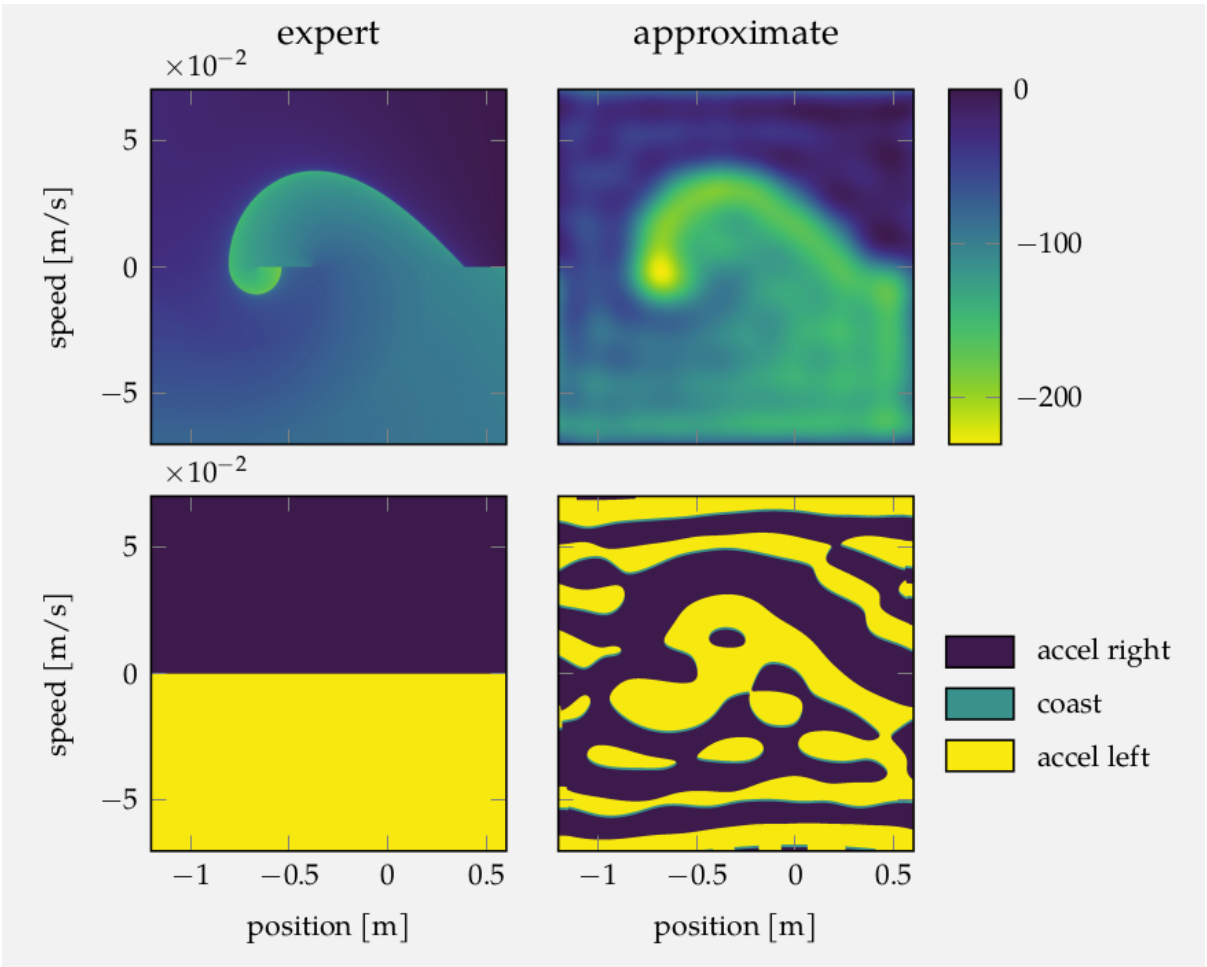 expert
approximate
×10⁻²
5
0
−5
speed [m/s]
0
−100
−200
×10⁻²
5
0
−5
speed [m/s]
accel right
coast
accel left
−1
−0.5
0
0.5
position [m]
−1
−0.5
0
0.5
position [m]